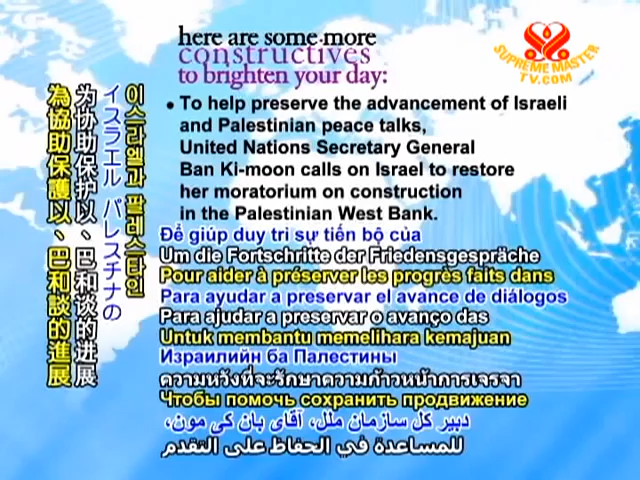 here are some more
constructives
to brighten your day:
SUPREME MASTER
TV.COM
• To help preserve the advancement of Israeli
and Palestinian peace talks,
United Nations Secretary General
Ban Ki-moon calls on Israel to restore
her moratorium on construction
in the Palestinian West Bank.
이스라엘과 팔레스타인
イスラエル パレスチナの
为协助保护以、巴和谈的进展
為協助保護以、巴和談的進展
Để giúp duy trì sự tiến bộ của
Um die Fortschritte der Friedensgespräche
Pour aider à préserver les progrès faits dans
Para ayudar a preservar el avance de diálogos
Para ajudar a preservar o avanço das
Untuk membantu memelihara kemajuan
Израилийн ба Палестины
ความหวังที่จะรักษาความก้าวหน้าการเจรจา
Чтобы помочь сохранить продвижение
دبیر کل سازمان ملل، آقای بان کی مون،
للمساعدة في الحفاظ على التقدم